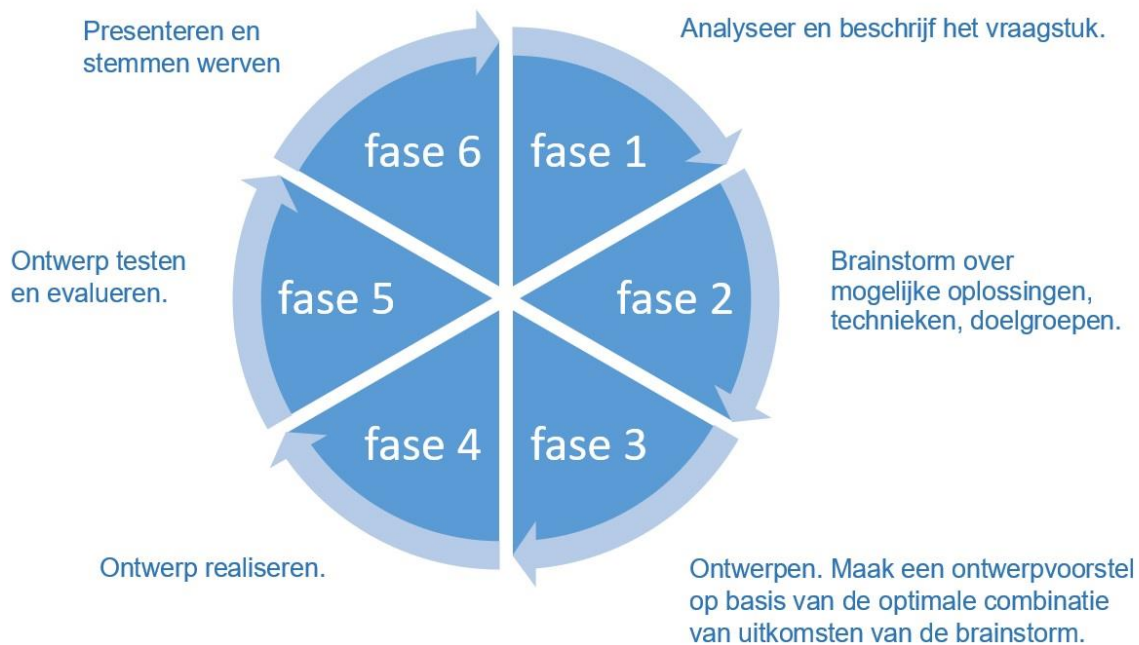 Presenteren en
stemmen werven
Analyseer en beschrijf het vraagstuk.
fase 6
fase 1
Ontwerp testen
en evalueren.
fase 5
fase 2
Brainstorm over
mogelijke oplossingen,
technieken, doelgroepen.
fase 4
fase 3
Ontwerp realiseren.
Ontwerpen. Maak een ontwerpvoorstel
op basis van de optimale combinatie
van uitkomsten van de brainstorm.